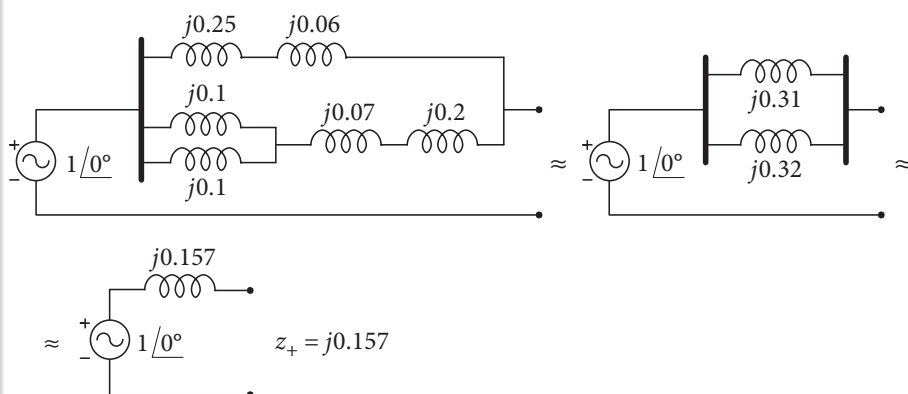 j0.25 j0.06
j0.1
j0.07 j0.2
j0.1
+
−
1/0°
≈
j0.31
j0.32
+
−
1/0°
≈
j0.157
≈
+
−
1/0°
z+ = j0.157